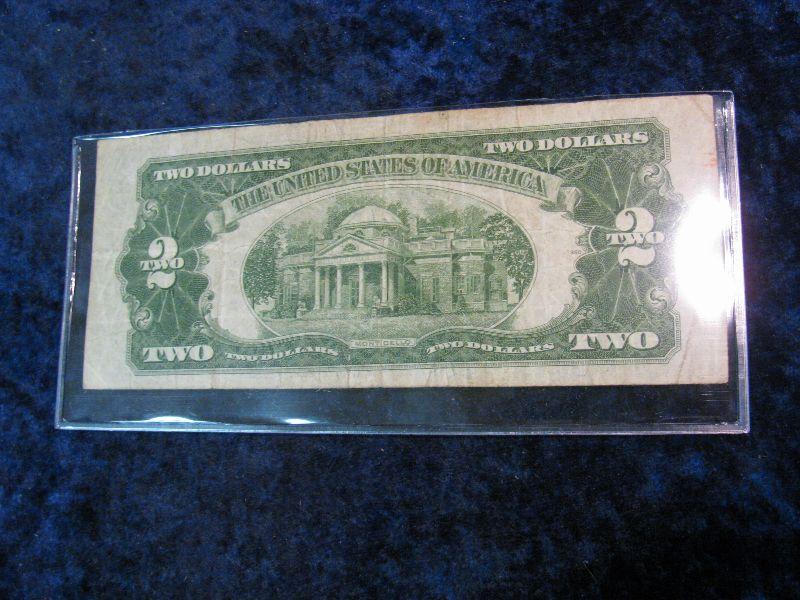 TWO DOLLARS
TWO DOLLARS
THE UNITED STATES OF AMERICA
2
TWO
2
TWO
MONTICELLO
TWO
TWO DOLLARS
TWO DOLLARS
TWO